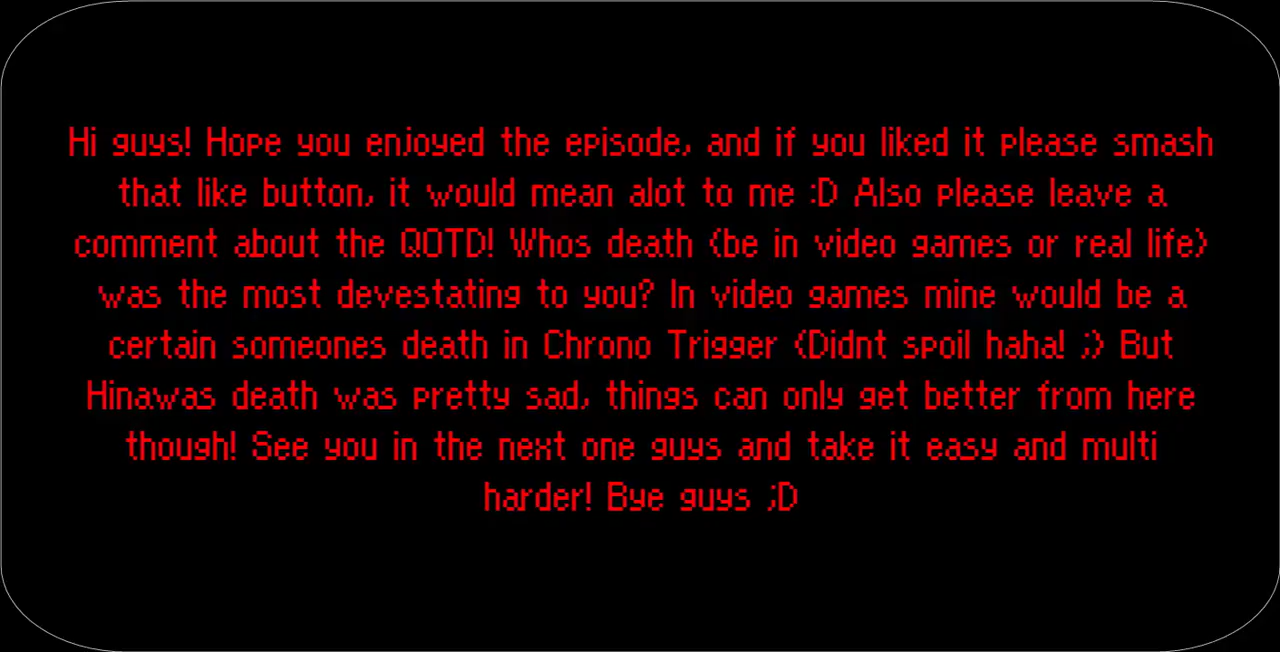 Hi guys! Hope you enjoyed the episode, and if you liked it please smash
that like button, it would mean alot to me :D Also please leave a
comment about the QOTD! Whos death (be in video games or real life)
was the most devestating to you? In video games mine would be a
certain someones death in Chrono Trigger (Didnt spoil haha! ;) But
Hinawas death was pretty sad, things can only get better from here
though! See you in the next one guys and take it easy and multi
harder! Bye guys ;D